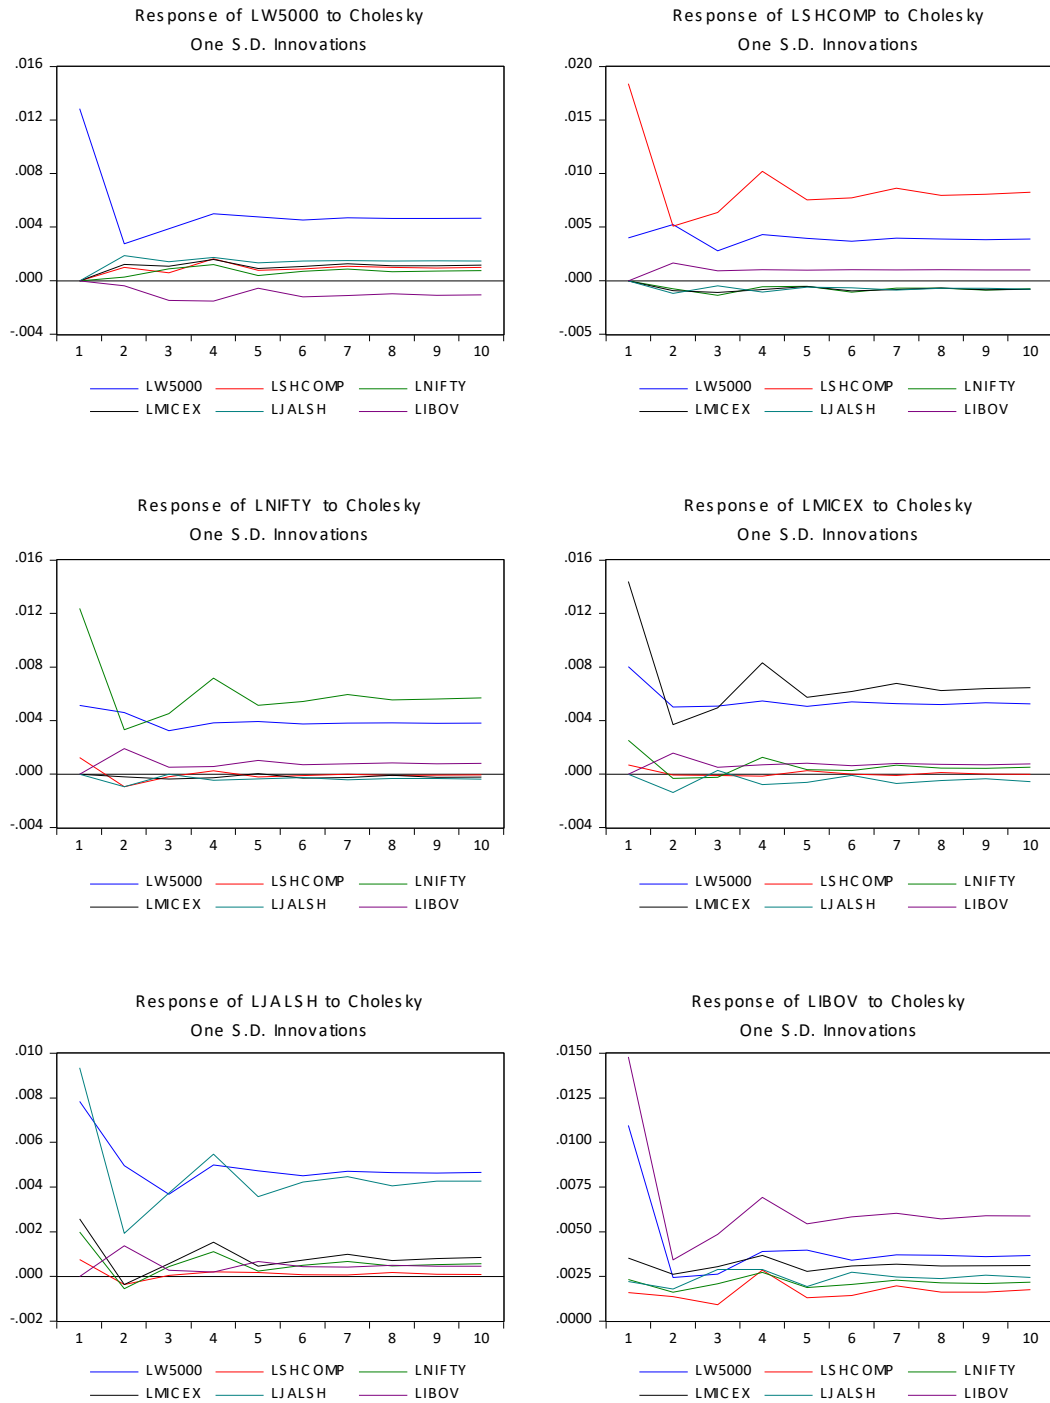 Response of LW5000 to Cholesky
One S.D. Innovations
.016
.012
.008
.004
.000
-.004
1 2 3 4 5 6 7 8 9 10
LW5000 LSHCOMP LNIFTY
LMICEX LJALSH LIBOV
Response of LSHCOMP to Cholesky
One S.D. Innovations
.020
.015
.010
.005
.000
-.005
1 2 3 4 5 6 7 8 9 10
LW5000 LSHCOMP LNIFTY
LMICEX LJALSH LIBOV
Response of LNIFTY to Cholesky
One S.D. Innovations
.016
.012
.008
.004
.000
-.004
1 2 3 4 5 6 7 8 9 10
LW5000 LSHCOMP LNIFTY
LMICEX LJALSH LIBOV
Response of LMICEX to Cholesky
One S.D. Innovations
.016
.012
.008
.004
.000
-.004
1 2 3 4 5 6 7 8 9 10
LW5000 LSHCOMP LNIFTY
LMICEX LJALSH LIBOV
Response of LJALSH to Cholesky
One S.D. Innovations
.010
.008
.006
.004
.002
.000
-.002
1 2 3 4 5 6 7 8 9 10
LW5000 LSHCOMP LNIFTY
LMICEX LJALSH LIBOV
Response of LIBOV to Cholesky
One S.D. Innovations
.0150
.0125
.0100
.0075
.0050
.0025
.0000
1 2 3 4 5 6 7 8 9 10
LW5000 LSHCOMP LNIFTY
LMICEX LJALSH LIBOV